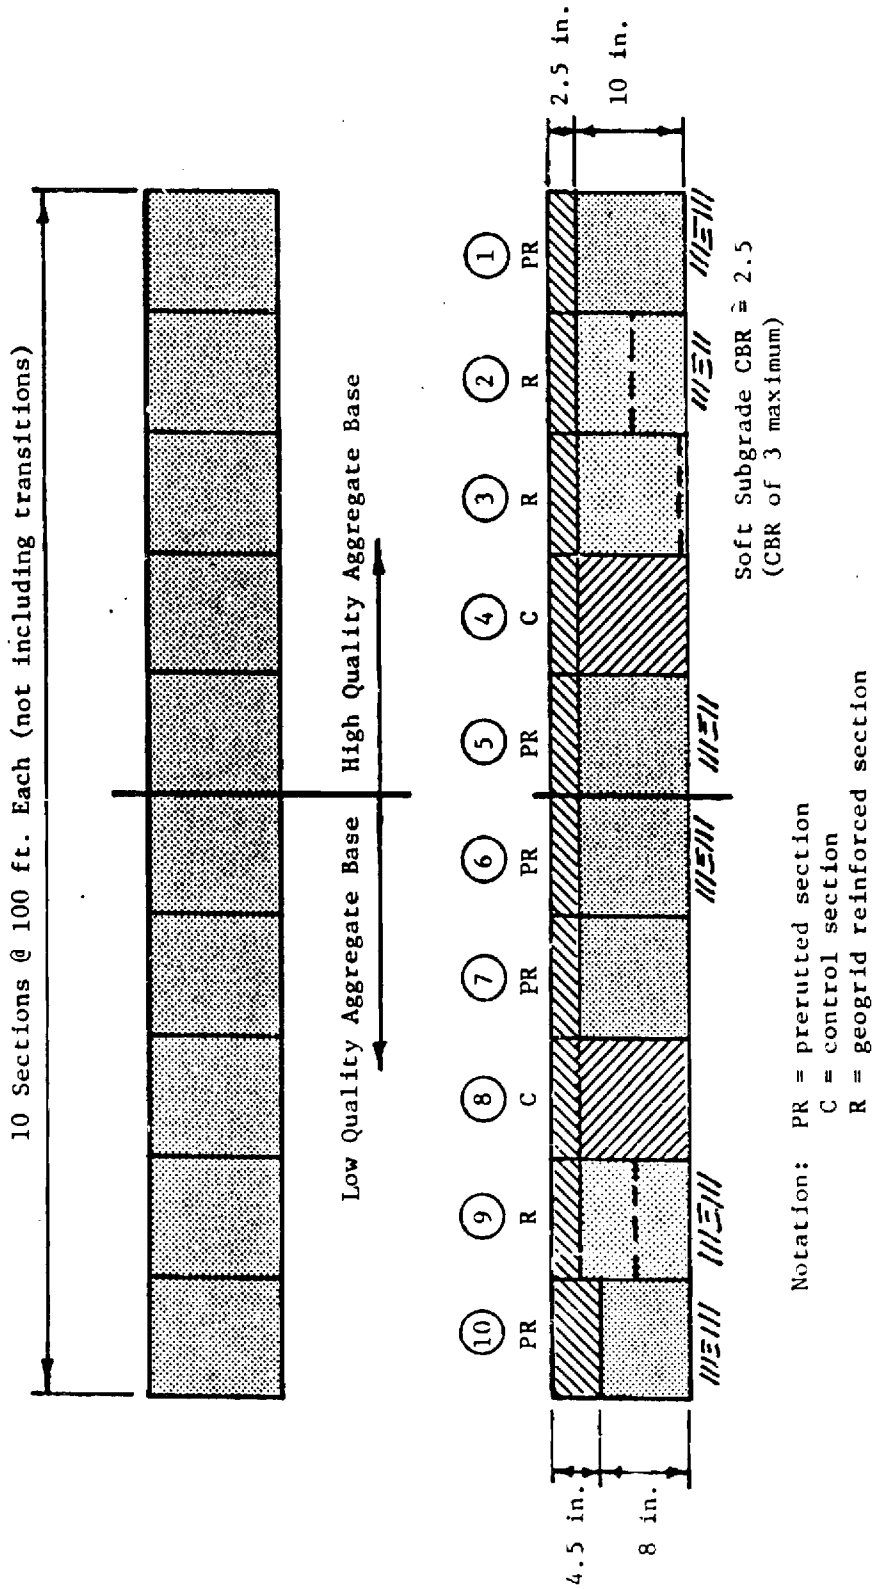 10 Sections @ 100 ft. Each (not including transitions)
Low Quality Aggregate Base High Quality Aggregate Base
10 9 8 7 6 5 4 3 2 1
PR R C PR PR PR C R R PR
4.5 in.
8 in.
2.5 in.
10 in.
Soft Subgrade CBR ≅ 2.5
(CBR of 3 maximum)
Notation: PR = prerutted section
C = control section
R = geogrid reinforced section